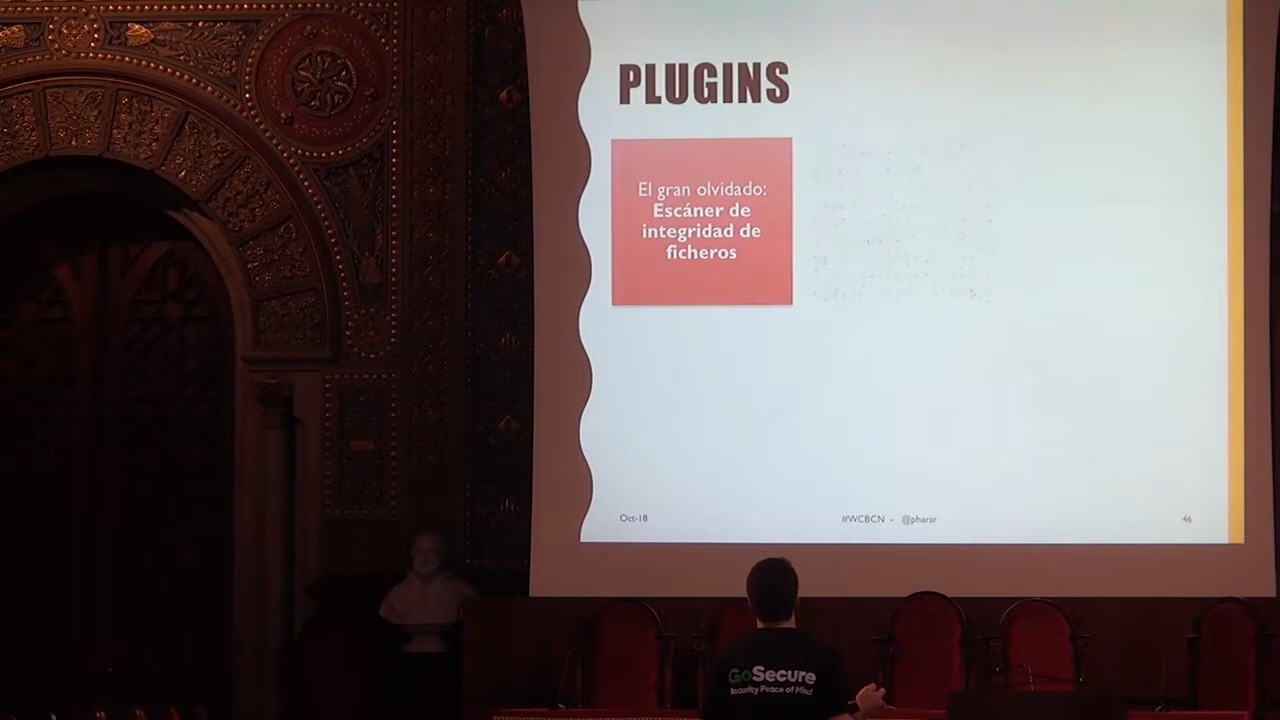 PLUGINS
El gran olvidado:
Escáner de
integridad de
ficheros
Oct-18
#WCBCN - @pharar
46
GoSecure
Security Peace of Mind